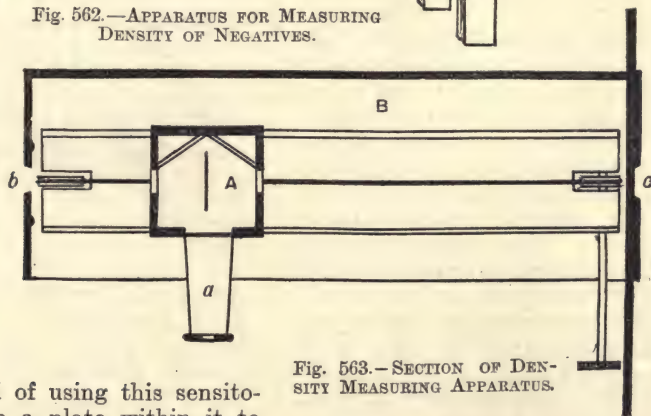 Fig. 562.—Apparatus for Measuring
Density of Negatives.
B
b
A
c
a
Fig. 563.—Section of Den-
sity Measuring Apparatus.
of using this sensito-
a plate within it to